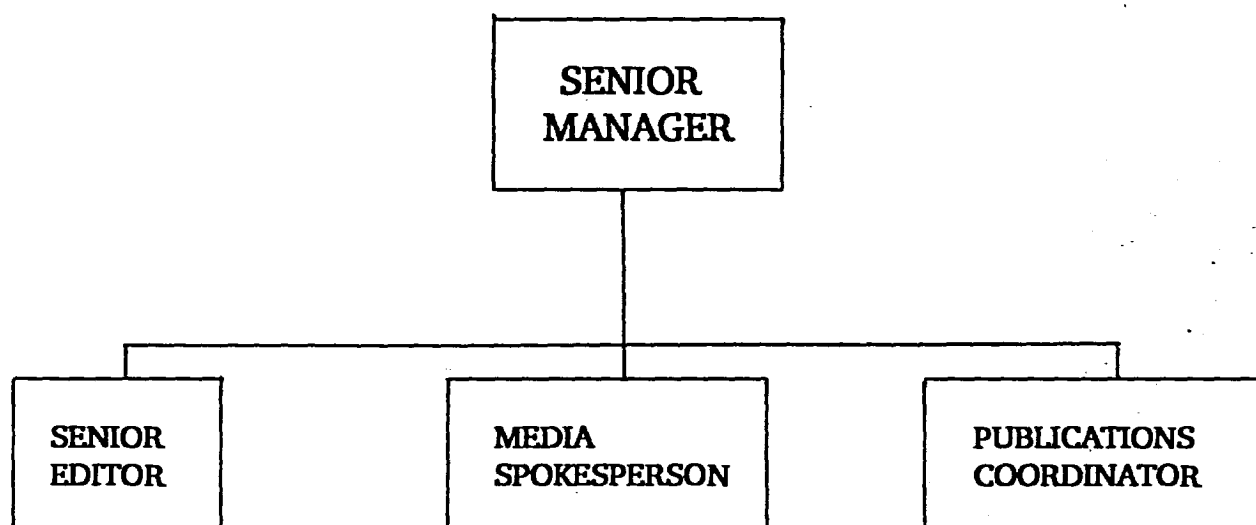 SENIOR
MANAGER
SENIOR
EDITOR
MEDIA
SPOKESPERSON
PUBLICATIONS
COORDINATOR